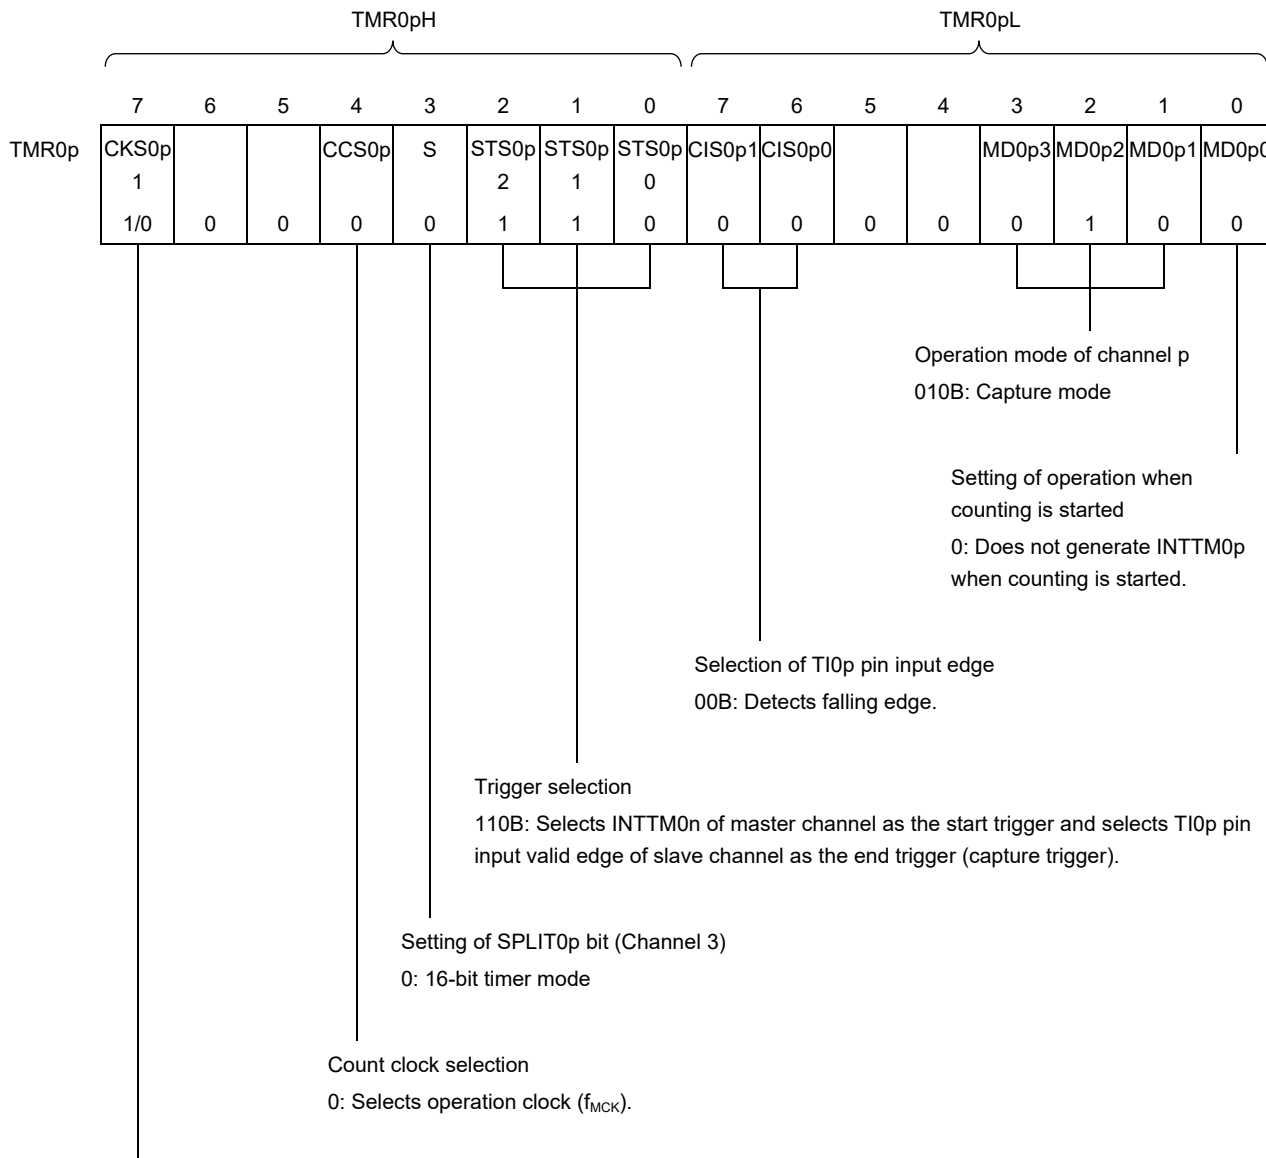 TMR0pH TMR0pL
7 6 5 4 3 2 1 0 7 6 5 4 3 2 1 0
TMR0p CKS0p CCS0p S STS0p STS0p STS0p CIS0p1 CIS0p0 MD0p3 MD0p2 MD0p1 MD0p0
1 2 1 0
1/0 0 0 0 0 1 1 0 0 0 0 0 0 1 0 0
Operation mode of channel p
010B: Capture mode
Setting of operation when
counting is started
0: Does not generate INTTM0p
when counting is started.
Selection of TI0p pin input edge
00B: Detects falling edge.
Trigger selection
110B: Selects INTTM0n of master channel as the start trigger and selects TI0p pin
input valid edge of slave channel as the end trigger (capture trigger).
Setting of SPLIT0p bit (Channel 3)
0: 16-bit timer mode
Count clock selection
0: Selects operation clock (fMCK).